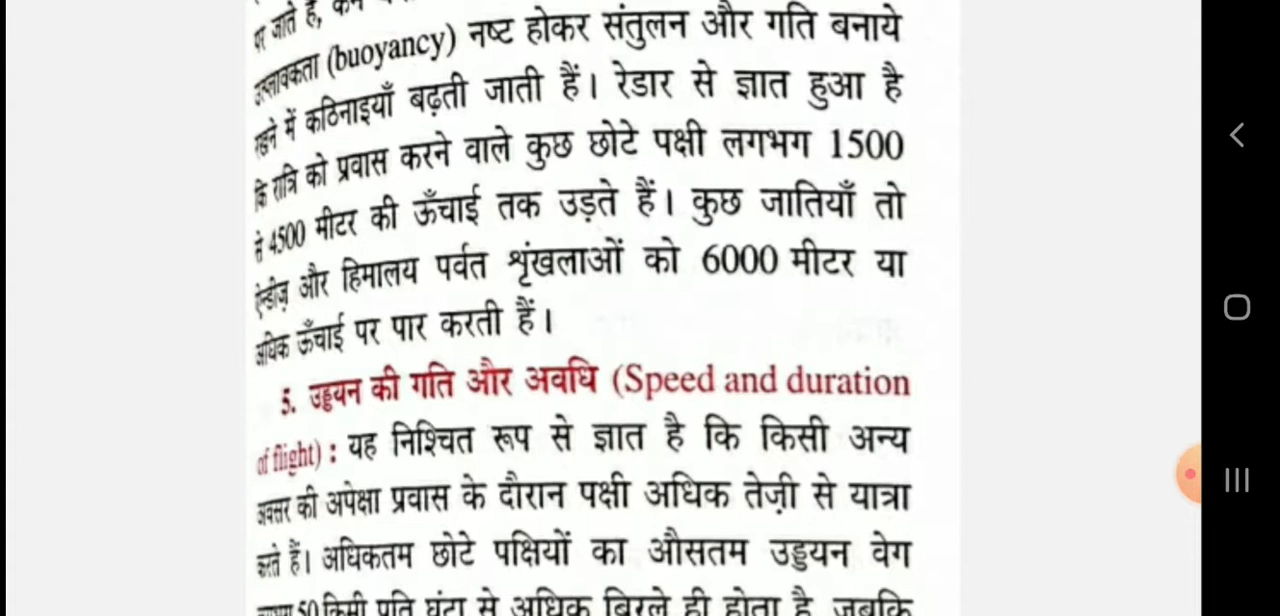 पर जाते हैं, कम
उत्प्लावकता (buoyancy) नष्ट होकर संतुलन और गति बनाये
रखने में कठिनाइयाँ बढ़ती जाती हैं। रेडार से ज्ञात हुआ है
कि रात्रि को प्रवास करने वाले कुछ छोटे पक्षी लगभग 1500
से 4500 मीटर की ऊँचाई तक उड़ते हैं। कुछ जातियाँ तो
ऐन्डीज़ और हिमालय पर्वत शृंखलाओं को 6000 मीटर या
अधिक ऊँचाई पर पार करती हैं।
5. उड्डयन की गति और अवधि (Speed and duration
of flight) : यह निश्चित रूप से ज्ञात है कि किसी अन्य
अवसर की अपेक्षा प्रवास के दौरान पक्षी अधिक तेज़ी से यात्रा
करते हैं। अधिकतम छोटे पक्षियों का औसतम उड्डयन वेग
50 किमी प्रति घंटा से अधिक बिरले ही होता है, जबकि